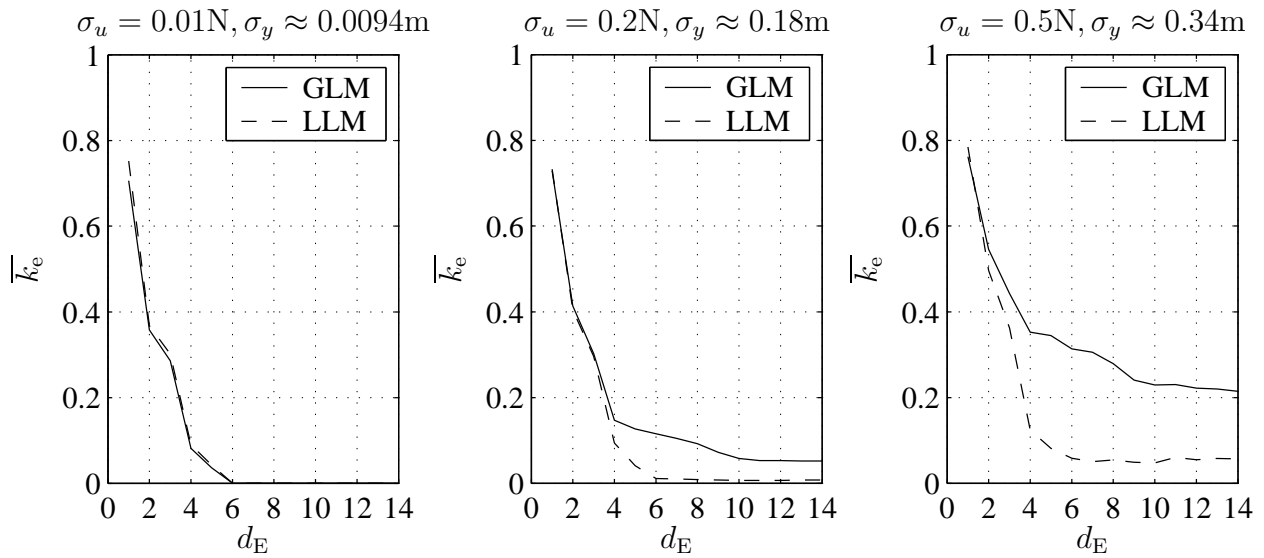 σ_u = 0.01N, σ_y ≈ 0.0094m
1
0.8
0.6
0.4
0.2
0
0 2 4 6 8 10 12 14
k̅_e
d_E
GLM
LLM
σ_u = 0.2N, σ_y ≈ 0.18m
1
0.8
0.6
0.4
0.2
0
0 2 4 6 8 10 12 14
k̅_e
d_E
GLM
LLM
σ_u = 0.5N, σ_y ≈ 0.34m
1
0.8
0.6
0.4
0.2
0
0 2 4 6 8 10 12 14
k̅_e
d_E
GLM
LLM